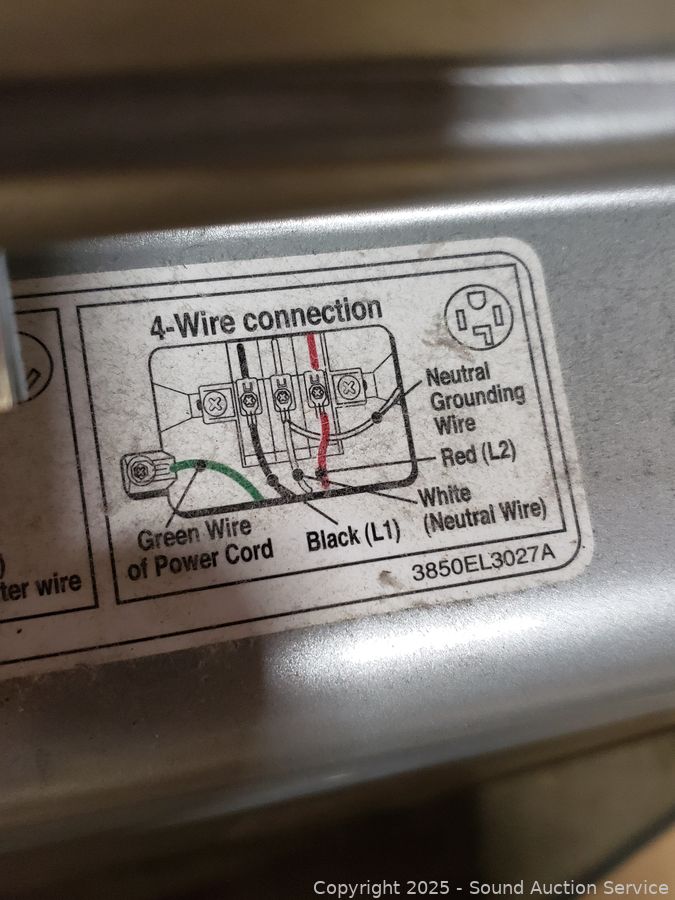 4-Wire connection
Neutral
Grounding
Wire
Red (L2)
White
(Neutral Wire)
Black (L1)
Green Wire
of Power Cord
3850EL3027A
)
ter wire
Copyright 2025 - Sound Auction Service